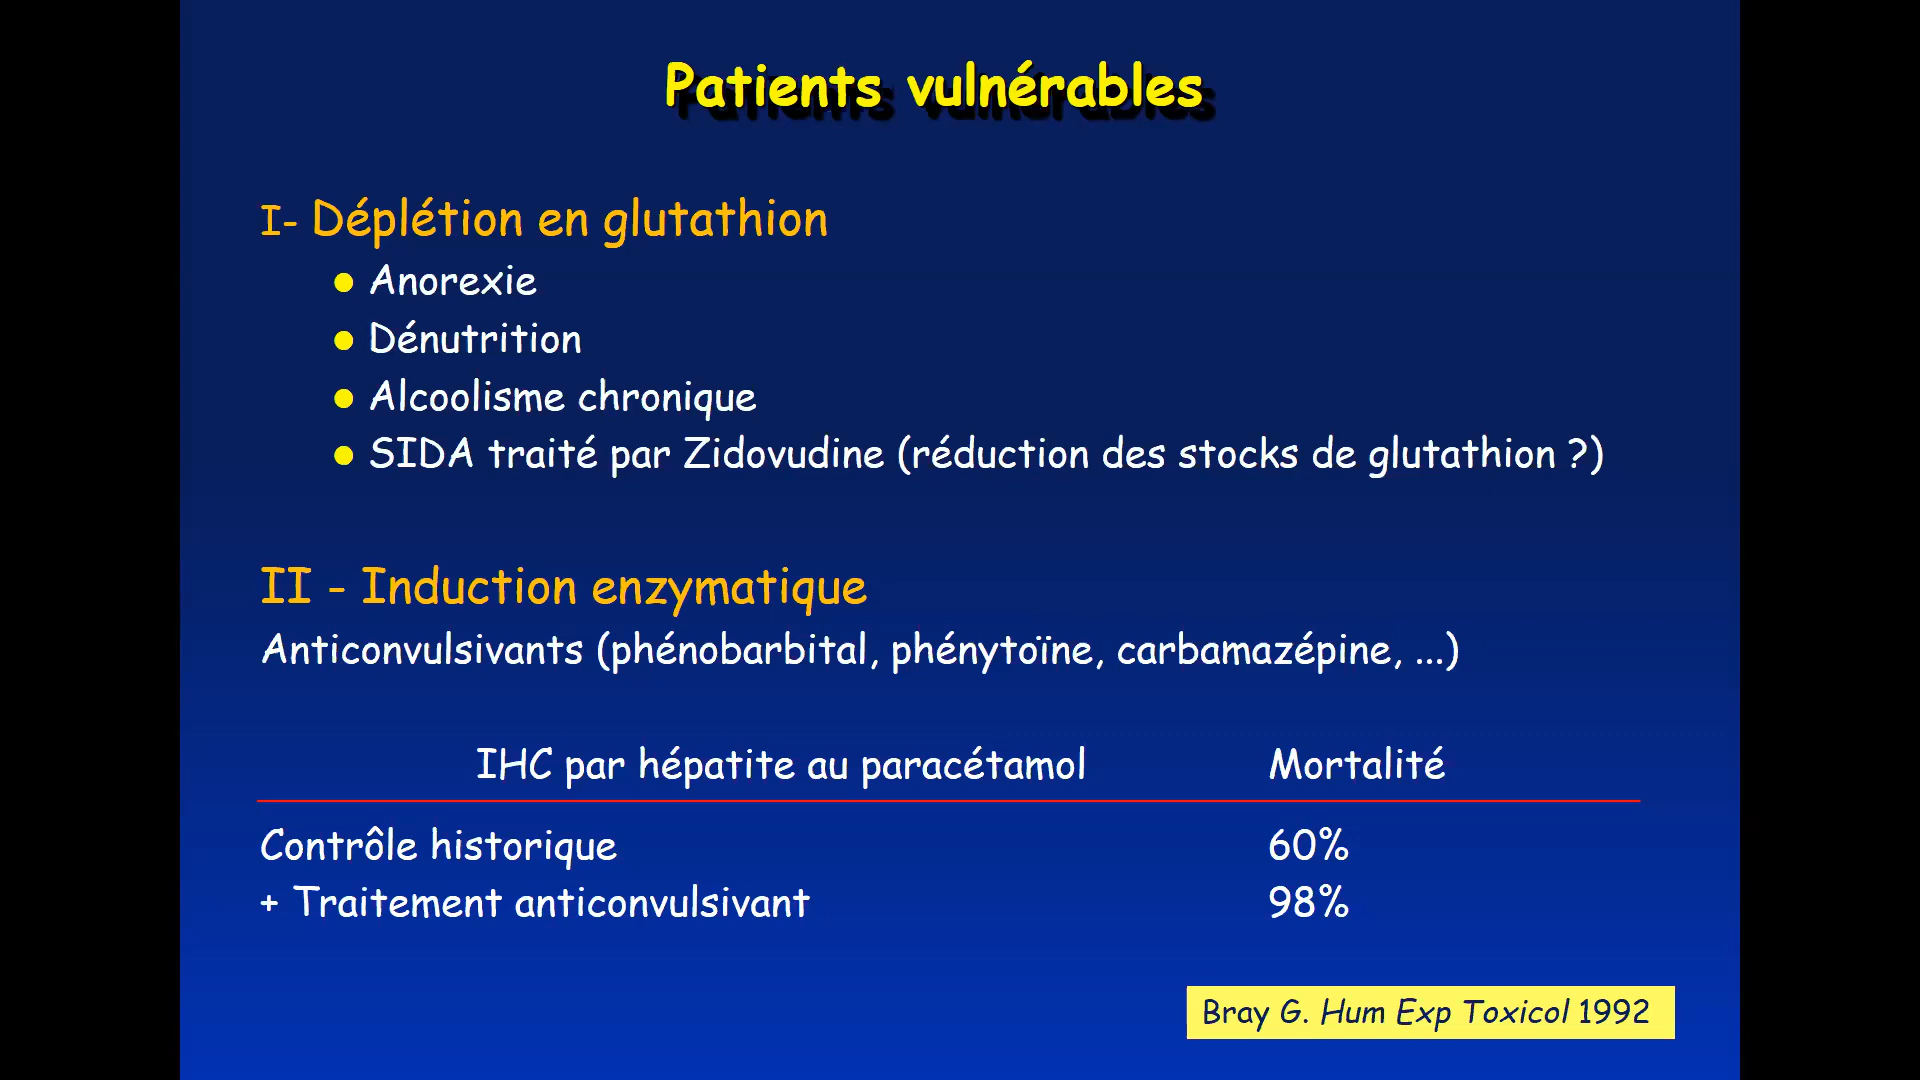 Patients vulnérables
I- Déplétion en glutathion
● Anorexie
● Dénutrition
● Alcoolisme chronique
● SIDA traité par Zidovudine (réduction des stocks de glutathion ?)
II - Induction enzymatique
Anticonvulsivants (phénobarbital, phénytoïne, carbamazépine, ...)
IHC par hépatite au paracétamol Mortalité
Contrôle historique 60%
+ Traitement anticonvulsivant 98%
Bray G. Hum Exp Toxicol 1992